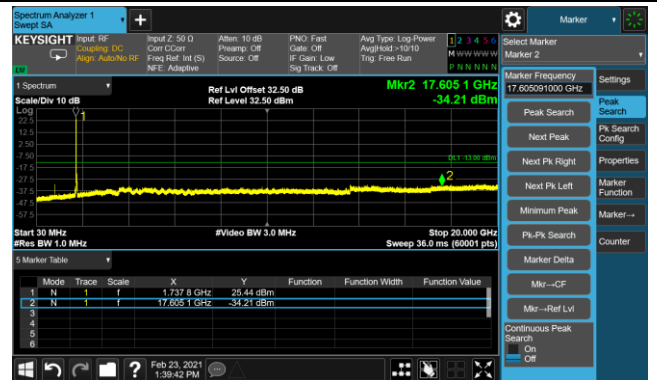 Spectrum Analyzer 1
Swept SA
Marker
KEYSIGHT
Input: RF
Coupling: DC
Align: Auto/No RF
Input Z: 50 Ω
Corr CCorr
Freq Ref: Int (S)
NFE: Adaptive
Atten: 10 dB
Preamp: Off
Source: Off
PNO: Fast
Gate: Off
IF Gain: Low
Sig Track: Off
Avg Type: Log-Power
Avg|Hold:>10/10
Trig: Free Run
1 2 3 4 5 6
M W W W W W
P N N N N N
Select Marker
Marker 2
1 Spectrum
Scale/Div 10 dB
Log
Ref Lvl Offset 32.50 dB
Ref Level 32.50 dBm
Mkr2 17.605 1 GHz
-34.21 dBm
22.5
12.5
2.50
-7.50
-17.5
-27.5
-37.5
-47.5
-57.5
1
DL1 -13.00 dBm
2
Start 30 MHz
#Res BW 1.0 MHz
#Video BW 3.0 MHz
Stop 20.000 GHz
Sweep 36.0 ms (60001 pts)
5 Marker Table
Mode Trace Scale X Y Function Function Width Function Value
1 N 1 f 1.737 8 GHz 25.44 dBm
2 N 1 f 17.605 1 GHz -34.21 dBm
3
4
5
6
Marker Frequency
17.605091000 GHz
Peak Search
Next Peak
Next Pk Right
Next Pk Left
Minimum Peak
Pk-Pk Search
Marker Delta
Mkr→CF
Mkr→Ref Lvl
Continuous Peak
Search
On
Off
Settings
Peak
Search
Pk Search
Config
Properties
Marker
Function
Marker→
Counter
?
Feb 23, 2021
1:39:42 PM